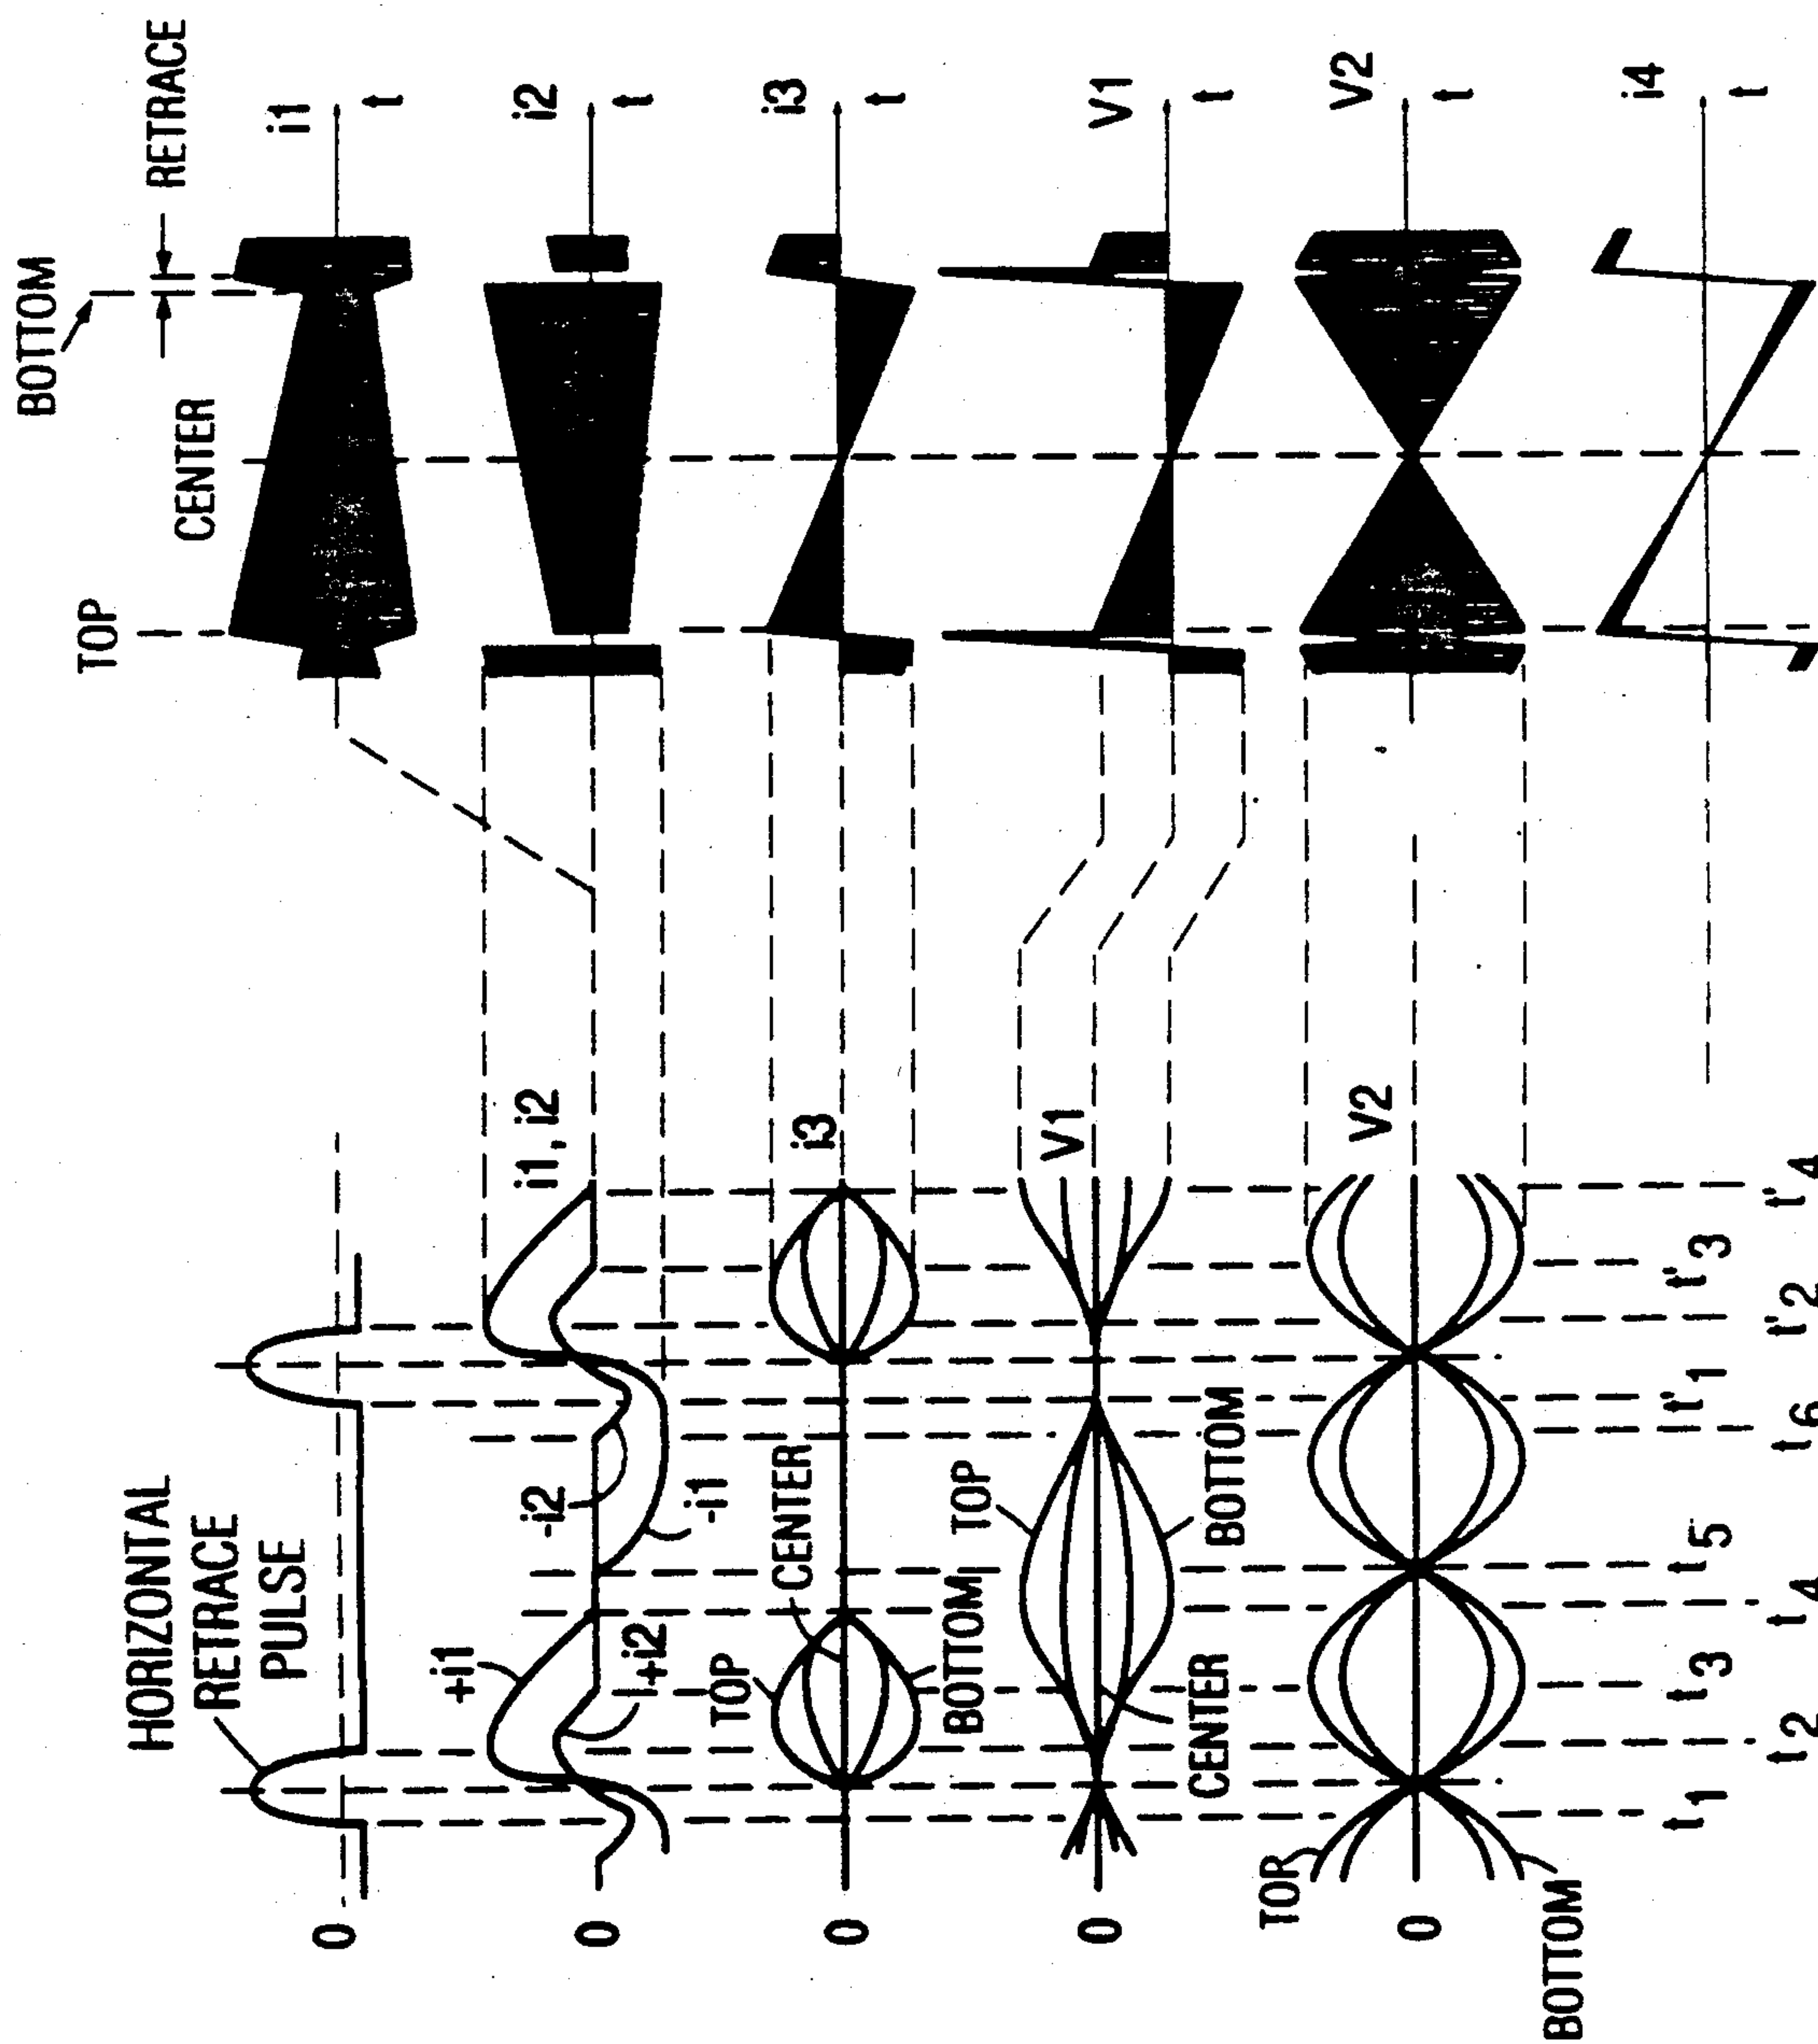 BOTTOM
TOP
CENTER
RETRACE
HORIZONTAL
RETRACE
PULSE
0
i1
t
+i1
-i2
i1, i2
0
+i2
-i1
i2
t
TOP
CENTER
i3
0
BOTTOM
i3
t
TOP
V1
0
CENTER
BOTTOM
V1
t
TOP
V2
0
BOTTOM
V2
t
i4
t
t1
t3
t5
t'1
t'3
t2
t4
t6
t'2
t'4